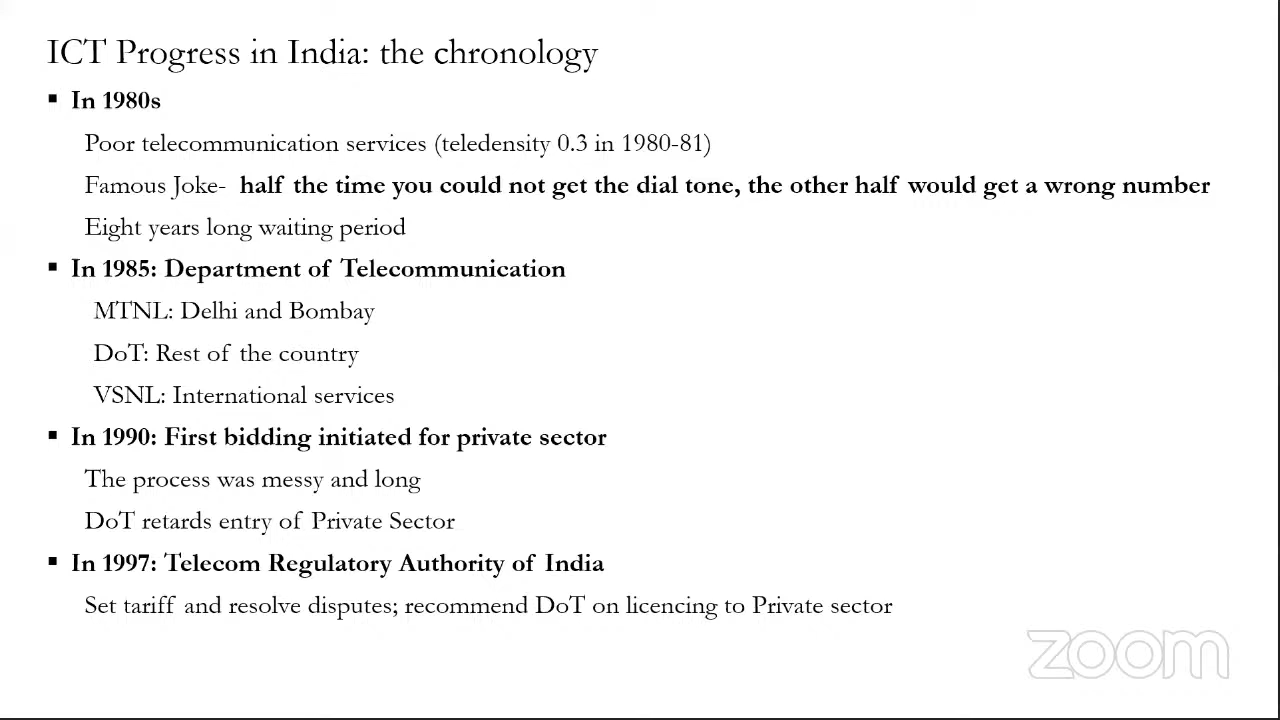 ICT Progress in India: the chronology
▪ In 1980s
Poor telecommunication services (teledensity 0.3 in 1980-81)
Famous Joke- half the time you could not get the dial tone, the other half would get a wrong number
Eight years long waiting period
▪ In 1985: Department of Telecommunication
MTNL: Delhi and Bombay
DoT: Rest of the country
VSNL: International services
▪ In 1990: First bidding initiated for private sector
The process was messy and long
DoT retards entry of Private Sector
▪ In 1997: Telecom Regulatory Authority of India
Set tariff and resolve disputes; recommend DoT on licencing to Private sector
zoom